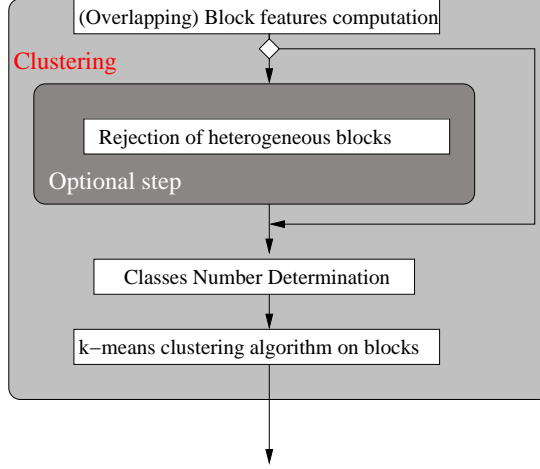 (Overlapping) Block features computation
Clustering
Rejection of heterogeneous blocks
Optional step
Classes Number Determination
k−means clustering algorithm on blocks